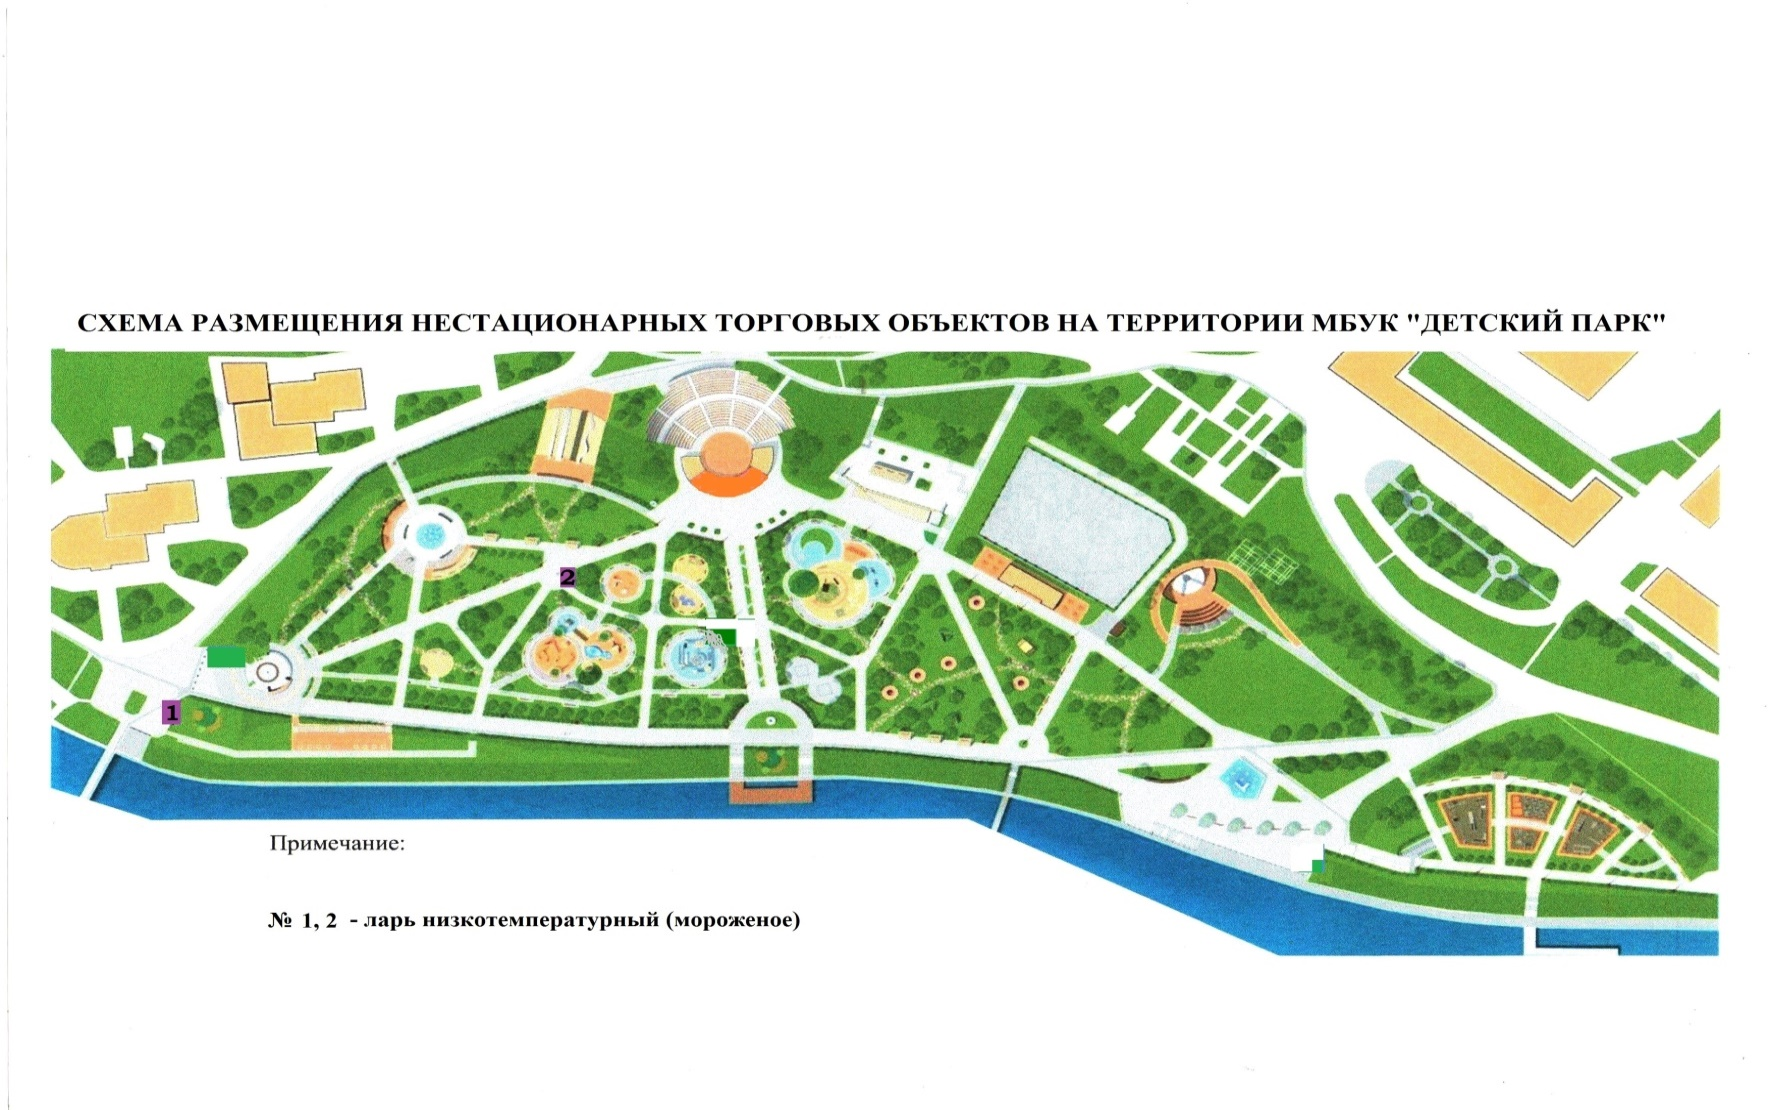 СХЕМА РАЗМЕЩЕНИЯ НЕСТАЦИОНАРНЫХ ТОРГОВЫХ ОБЪЕКТОВ НА ТЕРРИТОРИИ МБУК "ДЕТСКИЙ ПАРК"
2
1
Примечание:
№ 1, 2 - ларь низкотемпературный (мороженое)